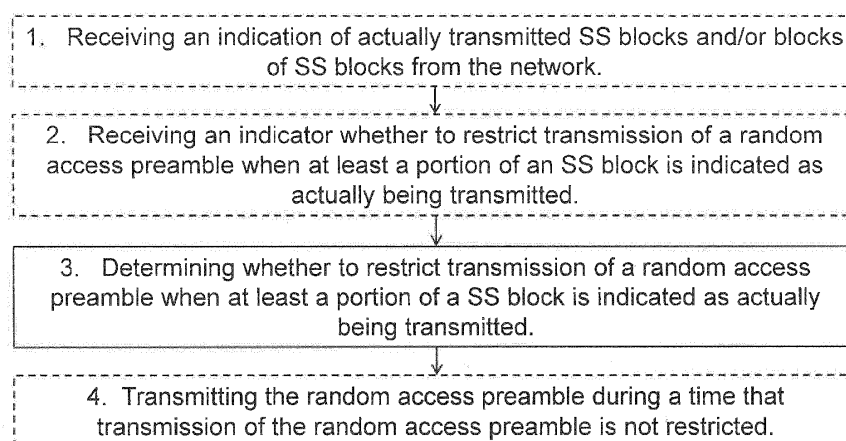 1. Receiving an indication of actually transmitted SS blocks and/or blocks
of SS blocks from the network.
2. Receiving an indicator whether to restrict transmission of a random
access preamble when at least a portion of an SS block is indicated as
actually being transmitted.
3. Determining whether to restrict transmission of a random access
preamble when at least a portion of a SS block is indicated as actually
being transmitted.
4. Transmitting the random access preamble during a time that
transmission of the random access preamble is not restricted.